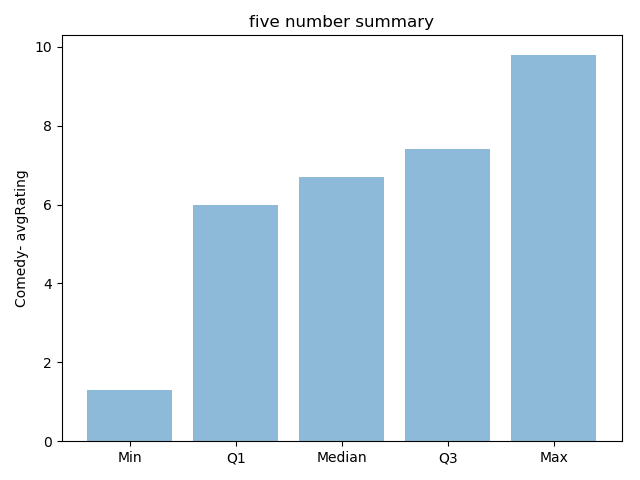 five number summary
Comedy- avgRating
10
8
6
4
2
0
Min
Q1
Median
Q3
Max